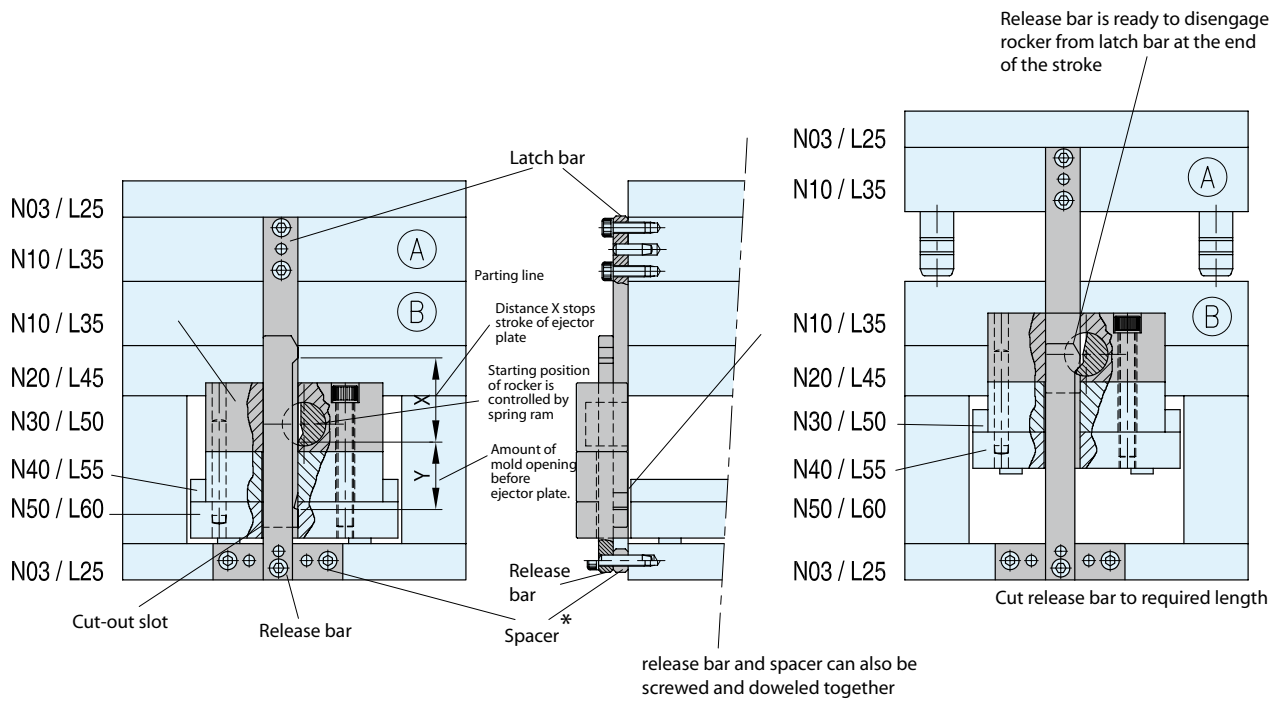 Release bar is ready to disengage
rocker from latch bar at the end
of the stroke
Latch bar
N03 / L25
N10 / L35
N10 / L35
N20 / L45
N30 / L50
N40 / L55
N50 / L60
N03 / L25
A
B
Parting line
Distance X stops
stroke of ejector
plate
Starting position
of rocker is
controlled by
spring ram
Amount of
mold opening
before
ejector plate.
X
Y
Cut-out slot
Release bar
Release
bar
Spacer*
release bar and spacer can also be
screwed and doweled together
N03 / L25
N10 / L35
N10 / L35
N20 / L45
N30 / L50
N40 / L55
N50 / L60
N03 / L25
A
B
Cut release bar to required length